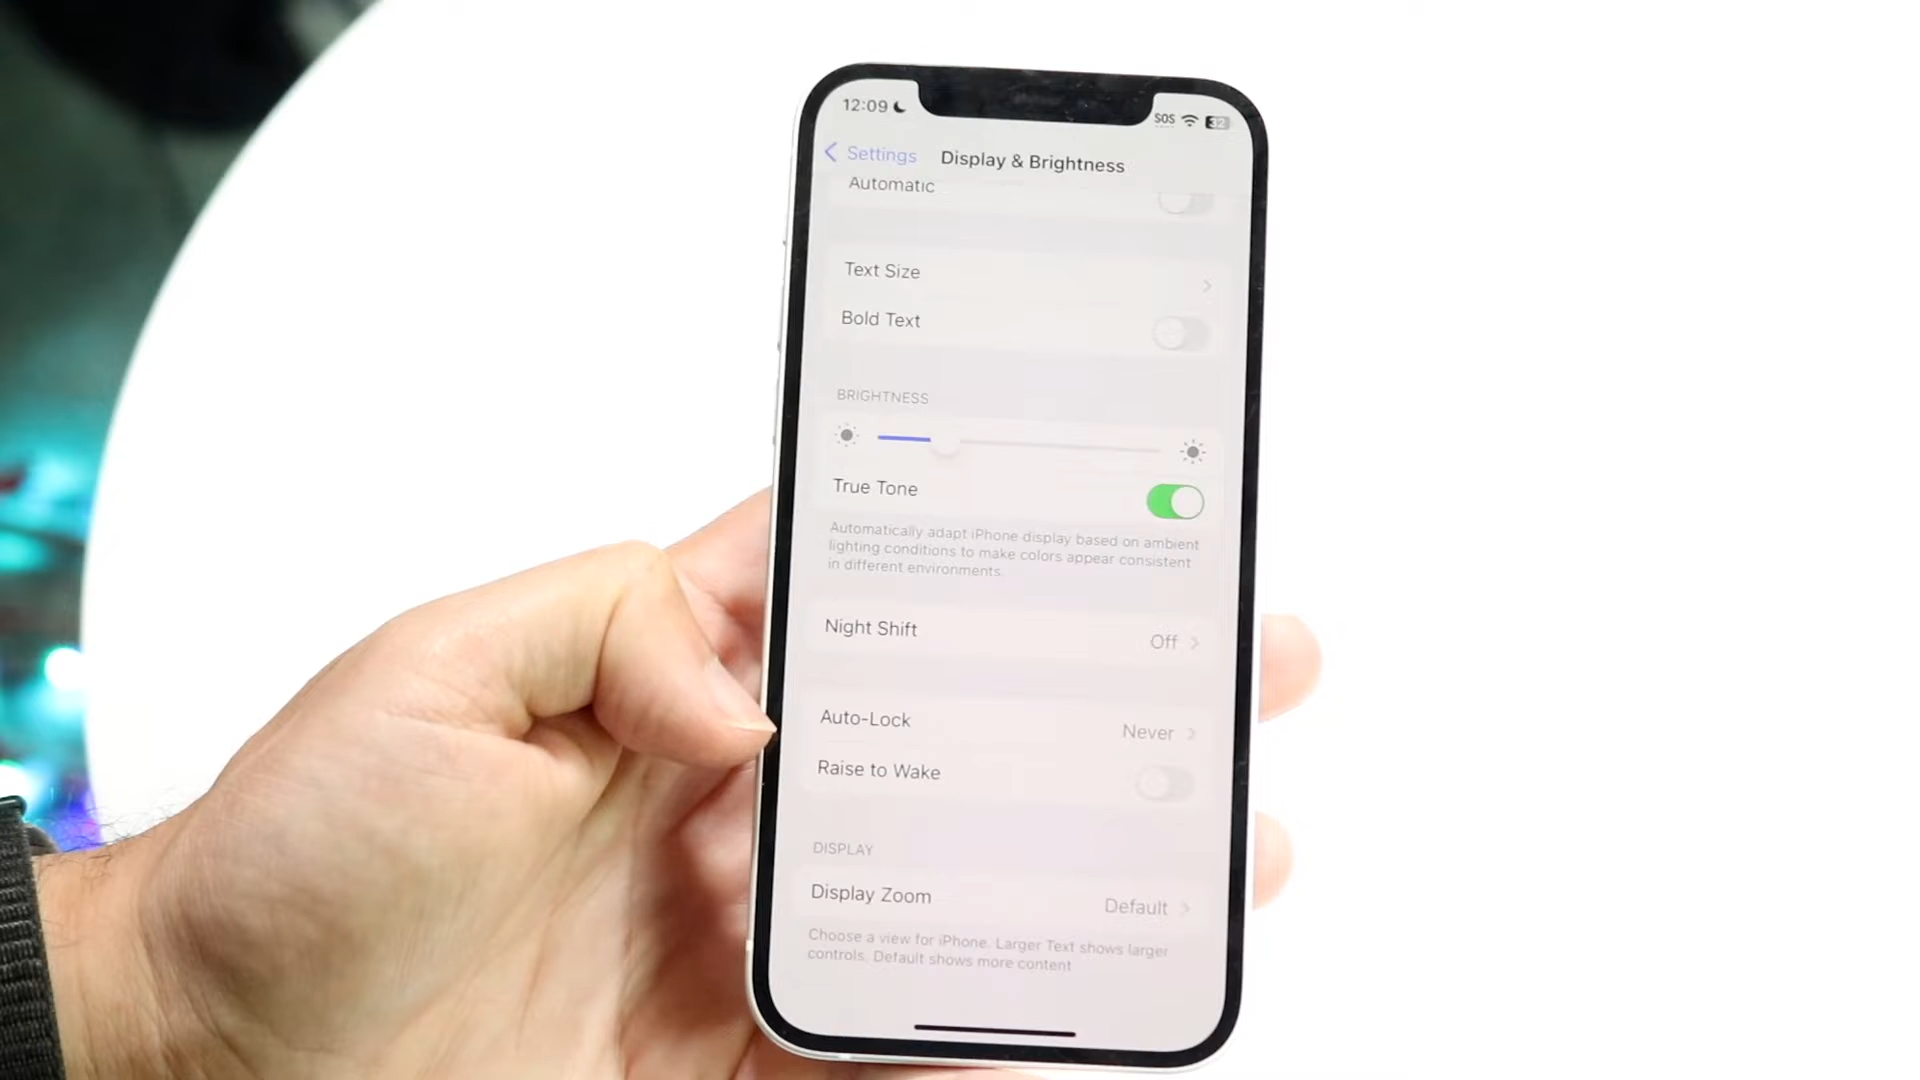 12:09
SOS 32
Settings Display & Brightness
Automatic
Text Size
Bold Text
BRIGHTNESS
True Tone
Automatically adapt iPhone display based on ambient
lighting conditions to make colors appear consistent
in different environments.
Night Shift Off
Auto-Lock Never
Raise to Wake
DISPLAY
Display Zoom Default
Choose a view for iPhone. Larger Text shows larger
controls. Default shows more content